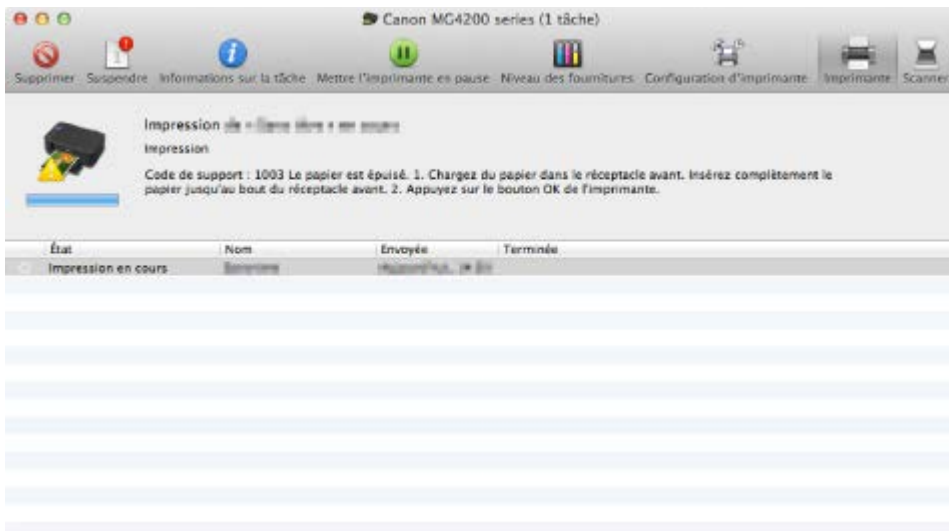 Canon MG4200 series (1 tâche)
Supprimer Suspendre Informations sur la tâche Mettre l'imprimante en pause Niveau des fournitures Configuration d'imprimante Imprimante Scanner
Impression
Impression
Code de support : 1003 Le papier est épuisé. 1. Chargez du papier dans le réceptacle avant. Insérez complètement le
papier jusqu'au bout du réceptacle avant. 2. Appuyez sur le bouton OK de l'imprimante.
État Nom Envoyée Terminée
Impression en cours